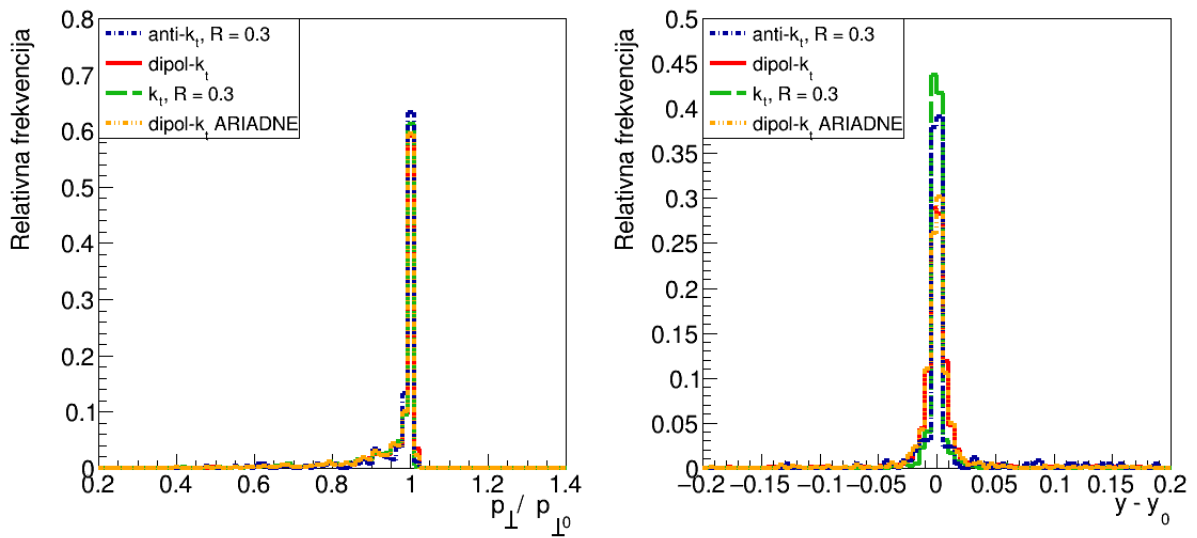 Relativna frekvencija
0.8
0.7
0.6
0.5
0.4
0.3
0.2
0.1
0
anti-kₜ, R = 0.3
dipol-kₜ
kₜ, R = 0.3
dipol-kₜ ARIADNE
0.2 0.4 0.6 0.8 1 1.2 1.4
p⊥/ p⊥⁰
Relativna frekvencija
0.5
0.45
0.4
0.35
0.3
0.25
0.2
0.15
0.1
0.05
0
anti-kₜ, R = 0.3
dipol-kₜ
kₜ, R = 0.3
dipol-kₜ ARIADNE
−0.2 −0.15 −0.1 −0.05 0 0.05 0.1 0.15 0.2
y - y₀